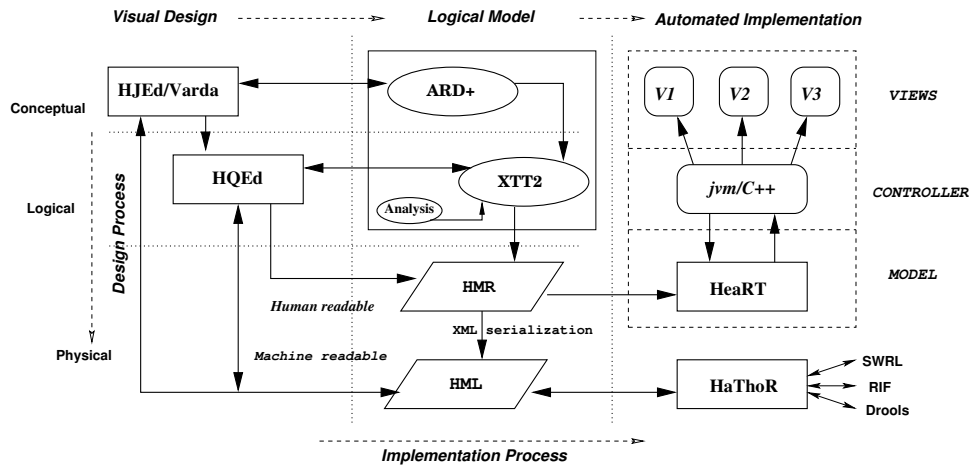 Visual Design
Logical Model
Automated Implementation
HJEd/Varda
ARD+
V1
V2
V3
VIEWS
Conceptual
HQEd
XTT2
jvm/C++
CONTROLLER
Logical
Analysis
Design Process
HMR
HeaRT
MODEL
Human readable
XML serialization
Physical
Machine readable
HML
HaThoR
SWRL
RIF
Drools
Implementation Process